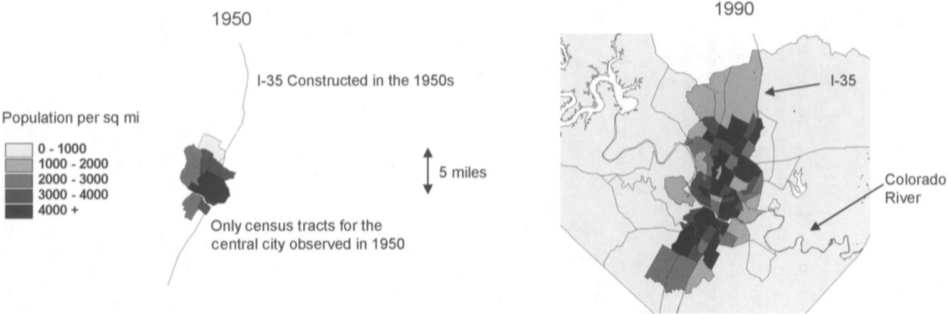 1950
1990
I-35 Constructed in the 1950s
I-35
Population per sq mi
0 - 1000
1000 - 2000
2000 - 3000
3000 - 4000
4000 +
5 miles
Only census tracts for the
central city observed in 1950
Colorado
River